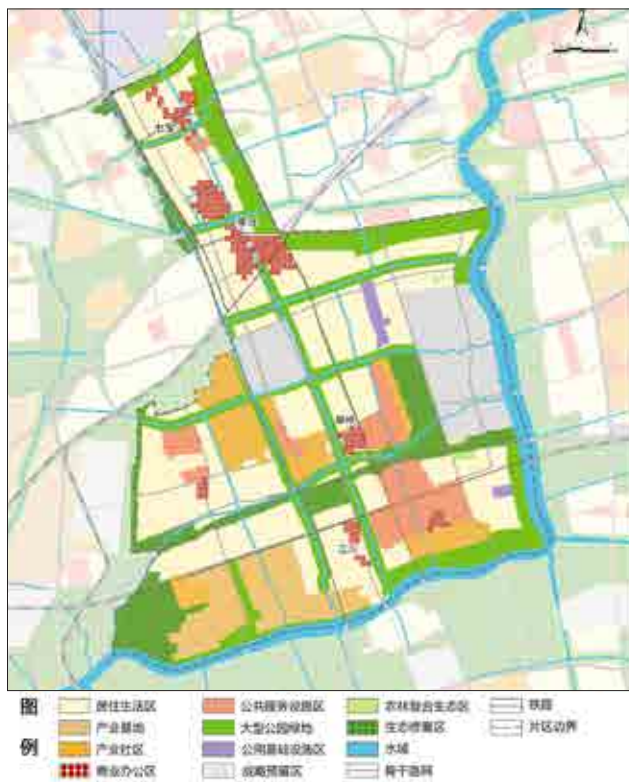 图例
居住生活区
公共服务设施区
农林复合生态区
铁路
产业基地
大型公园绿地
生态修复区
片区边界
产业社区
公用基础设施区
水域
商业办公区
战略预留区
骨干路网